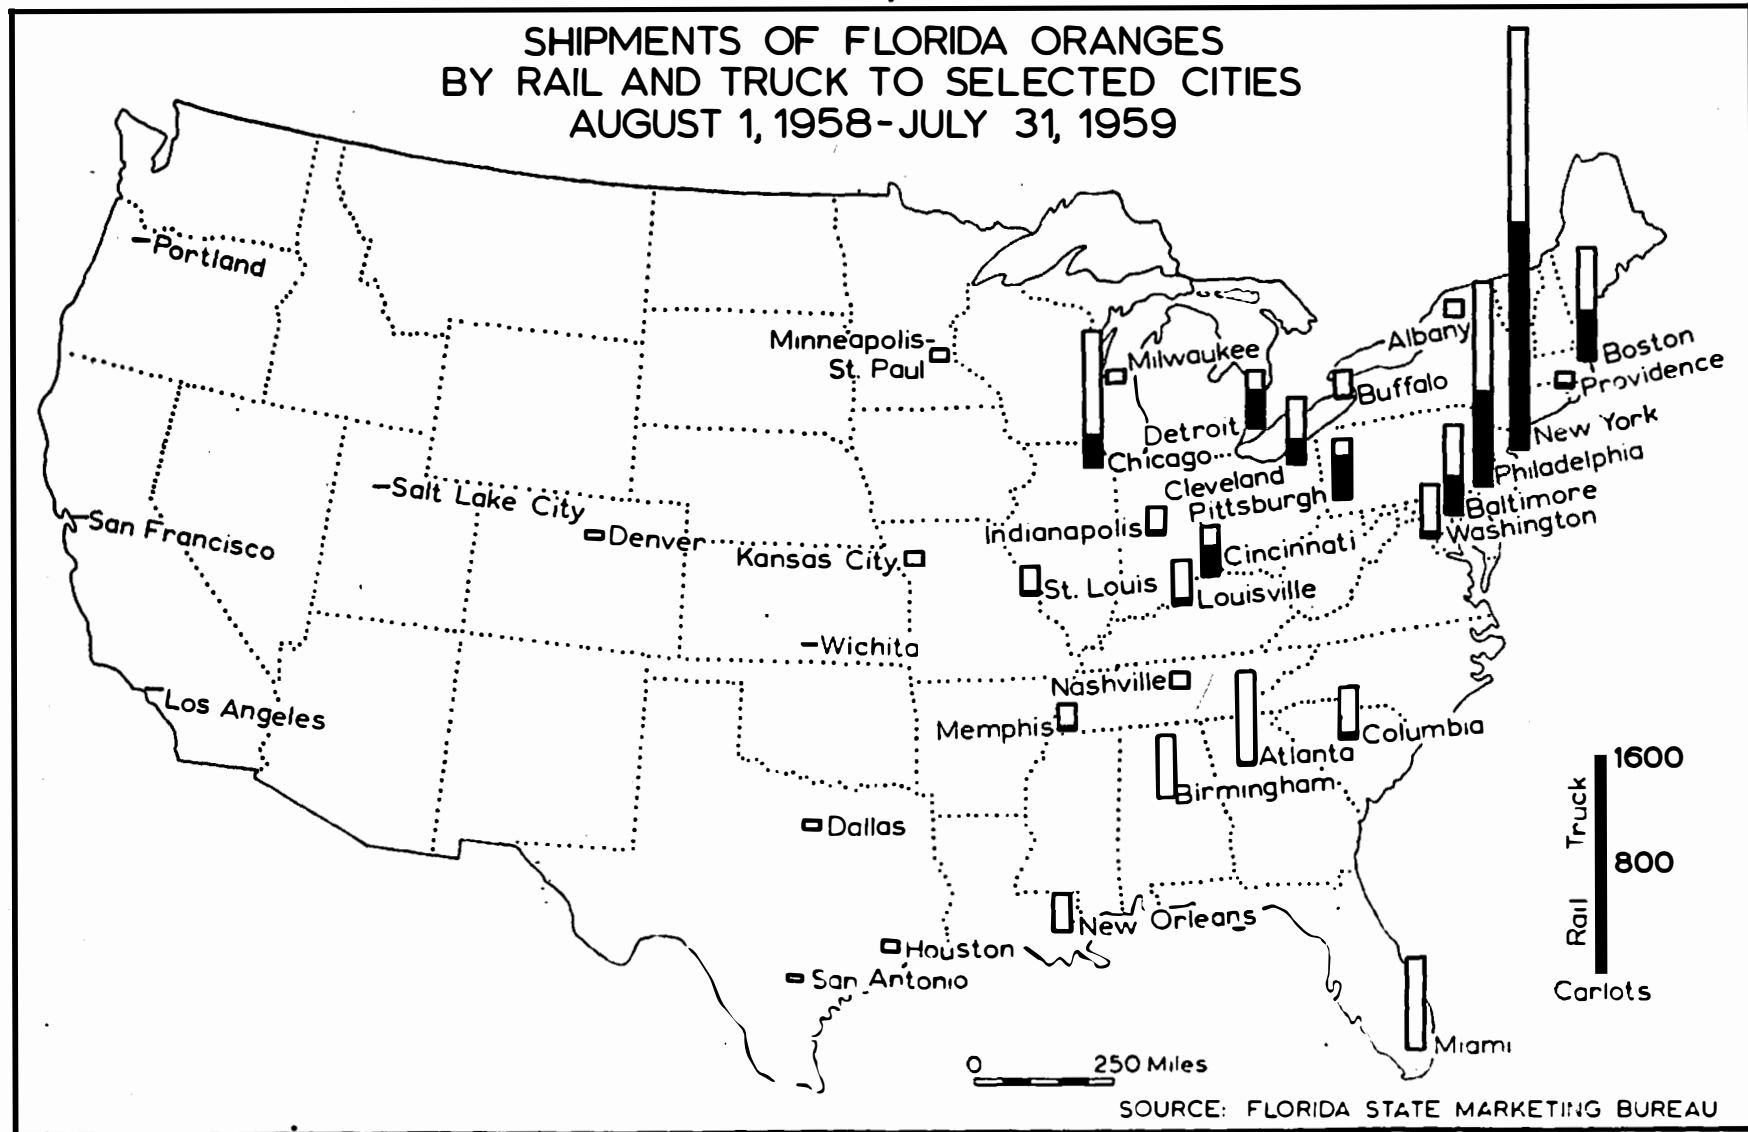 SHIPMENTS OF FLORIDA ORANGES
BY RAIL AND TRUCK TO SELECTED CITIES
AUGUST 1, 1958-JULY 31, 1959
Portland
Minneapolis-
St. Paul
Milwaukee
Albany
Boston
Providence
Buffalo
Detroit
New York
Chicago
Cleveland
Philadelphia
Pittsburgh
Baltimore
Washington
Salt Lake City
San Francisco
Denver
Kansas City
Indianapolis
Cincinnati
St. Louis
Louisville
Wichita
Nashville
Los Angeles
Memphis
Columbia
Atlanta
Birmingham
Dallas
New Orleans
Houston
San Antonio
Miami
1600
Truck
800
Rail
Carlots
0 250 Miles
SOURCE: FLORIDA STATE MARKETING BUREAU